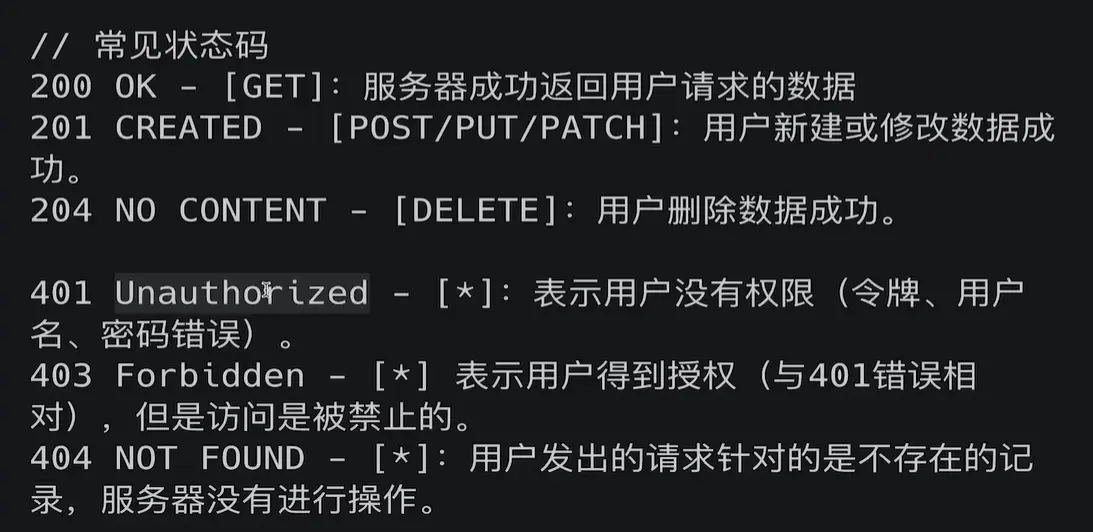 // 常见状态码
200 OK – [GET]：服务器成功返回用户请求的数据
201 CREATED – [POST/PUT/PATCH]：用户新建或修改数据成
功。
204 NO CONTENT – [DELETE]：用户删除数据成功。
401 Unauthorized – [*]：表示用户没有权限（令牌、用户
名、密码错误）。
403 Forbidden – [*] 表示用户得到授权（与401错误相
对），但是访问是被禁止的。
404 NOT FOUND – [*]：用户发出的请求针对的是不存在的记
录，服务器没有进行操作。